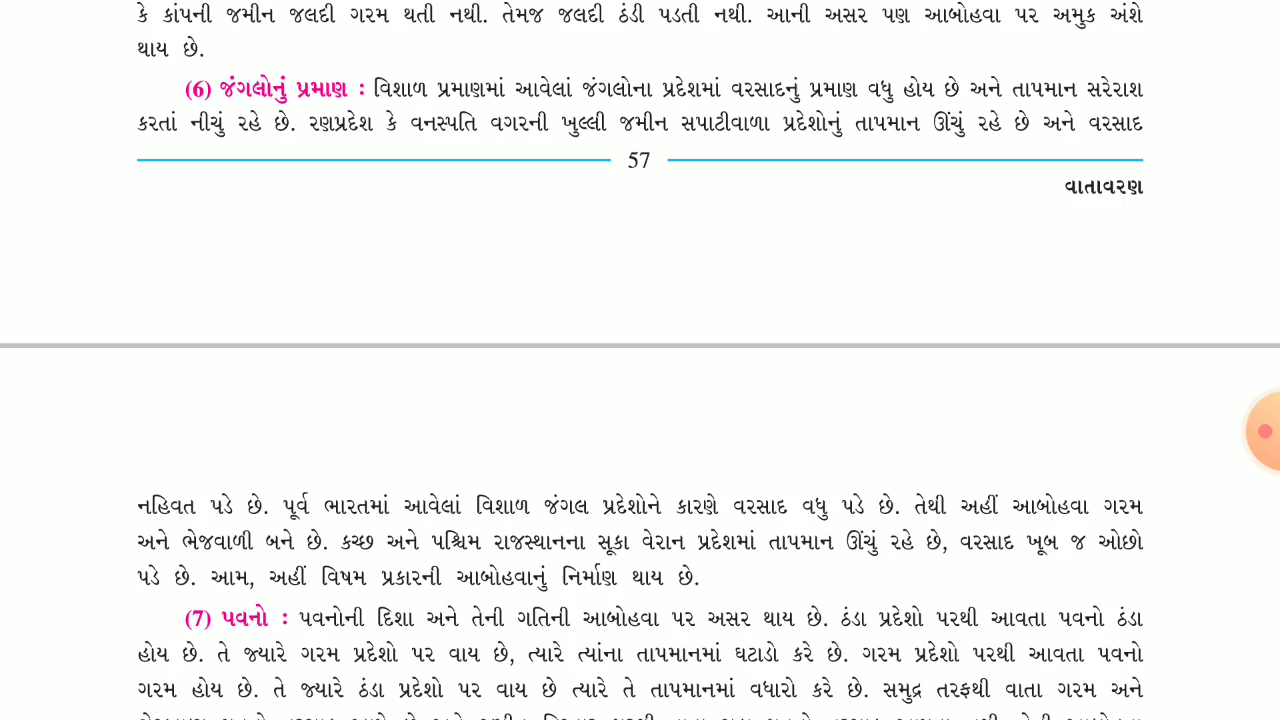 કે કાંપની જમીન જલદી ગરમ થતી નથી. તેમજ જલદી ઠંડી પડતી નથી. આની અસર પણ આબોહવા પર અમુક અંશે
થાય છે.
(6) જંગલોનું પ્રમાણ : વિશાળ પ્રમાણમાં આવેલાં જંગલોના પ્રદેશમાં વરસાદનું પ્રમાણ વધુ હોય છે અને તાપમાન સરેરાશ
કરતાં નીચું રહે છે. રણપ્રદેશ કે વનસ્પતિ વગરની ખુલ્લી જમીન સપાટીવાળા પ્રદેશોનું તાપમાન ઊંચું રહે છે અને વરસાદ
57
વાતાવરણ
નહિવત પડે છે. પૂર્વ ભારતમાં આવેલાં વિશાળ જંગલ પ્રદેશોને કારણે વરસાદ વધુ પડે છે. તેથી અહીં આબોહવા ગરમ
અને ભેજવાળી બને છે. કચ્છ અને પશ્ચિમ રાજસ્થાનના સૂકા વેરાન પ્રદેશમાં તાપમાન ઊંચું રહે છે, વરસાદ ખૂબ જ ઓછો
પડે છે. આમ, અહીં વિષમ પ્રકારની આબોહવાનું નિર્માણ થાય છે.
(7) પવનો : પવનોની દિશા અને તેની ગતિની આબોહવા પર અસર થાય છે. ઠંડા પ્રદેશો પરથી આવતા પવનો ઠંડા
હોય છે. તે જ્યારે ગરમ પ્રદેશો પર વાય છે, ત્યારે ત્યાંના તાપમાનમાં ઘટાડો કરે છે. ગરમ પ્રદેશો પરથી આવતા પવનો
ગરમ હોય છે. તે જ્યારે ઠંડા પ્રદેશો પર વાય છે ત્યારે તે તાપમાનમાં વધારો કરે છે. સમુદ્ર તરફથી વાતા ગરમ અને